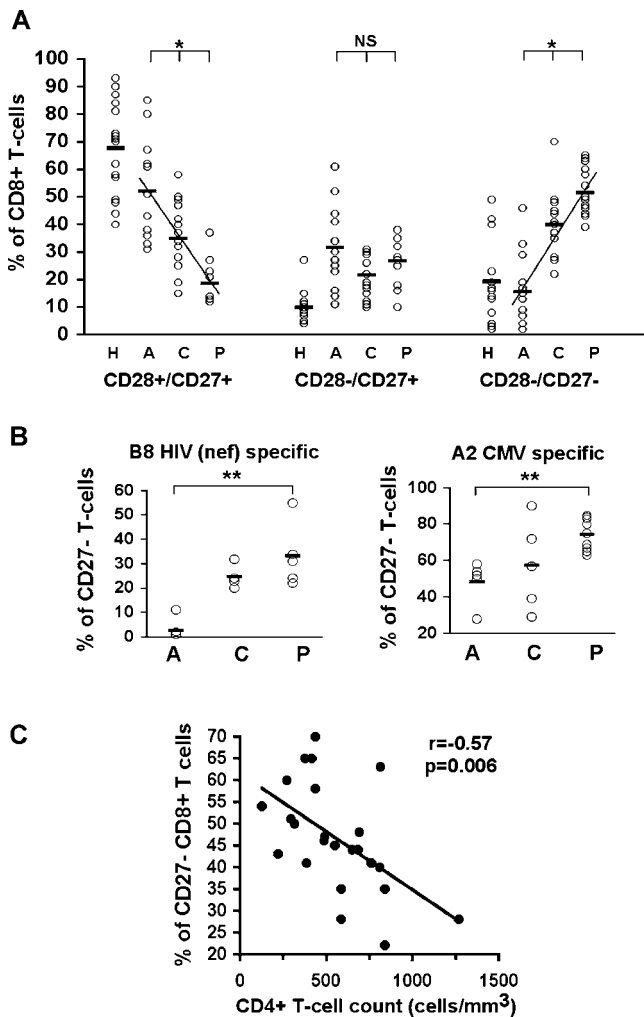 A
* NS *
100
90
80
70
60
50
40
30
20
10
0
% of CD8+ T-cells
H A C P H A C P H A C P
CD28+/CD27+ CD28-/CD27+ CD28-/CD27-
B
B8 HIV (nef) specific
**
60
50
40
30
20
10
0
% of CD27- T-cells
A C P
A2 CMV specific
**
100
80
60
40
20
% of CD27- T-cells
A C P
C
r=-0.57
p=0.006
70
65
60
55
50
45
40
35
30
25
20
% of CD27- CD8+ T cells
0 500 1000 1500
CD4+ T-cell count (cells/mm³)